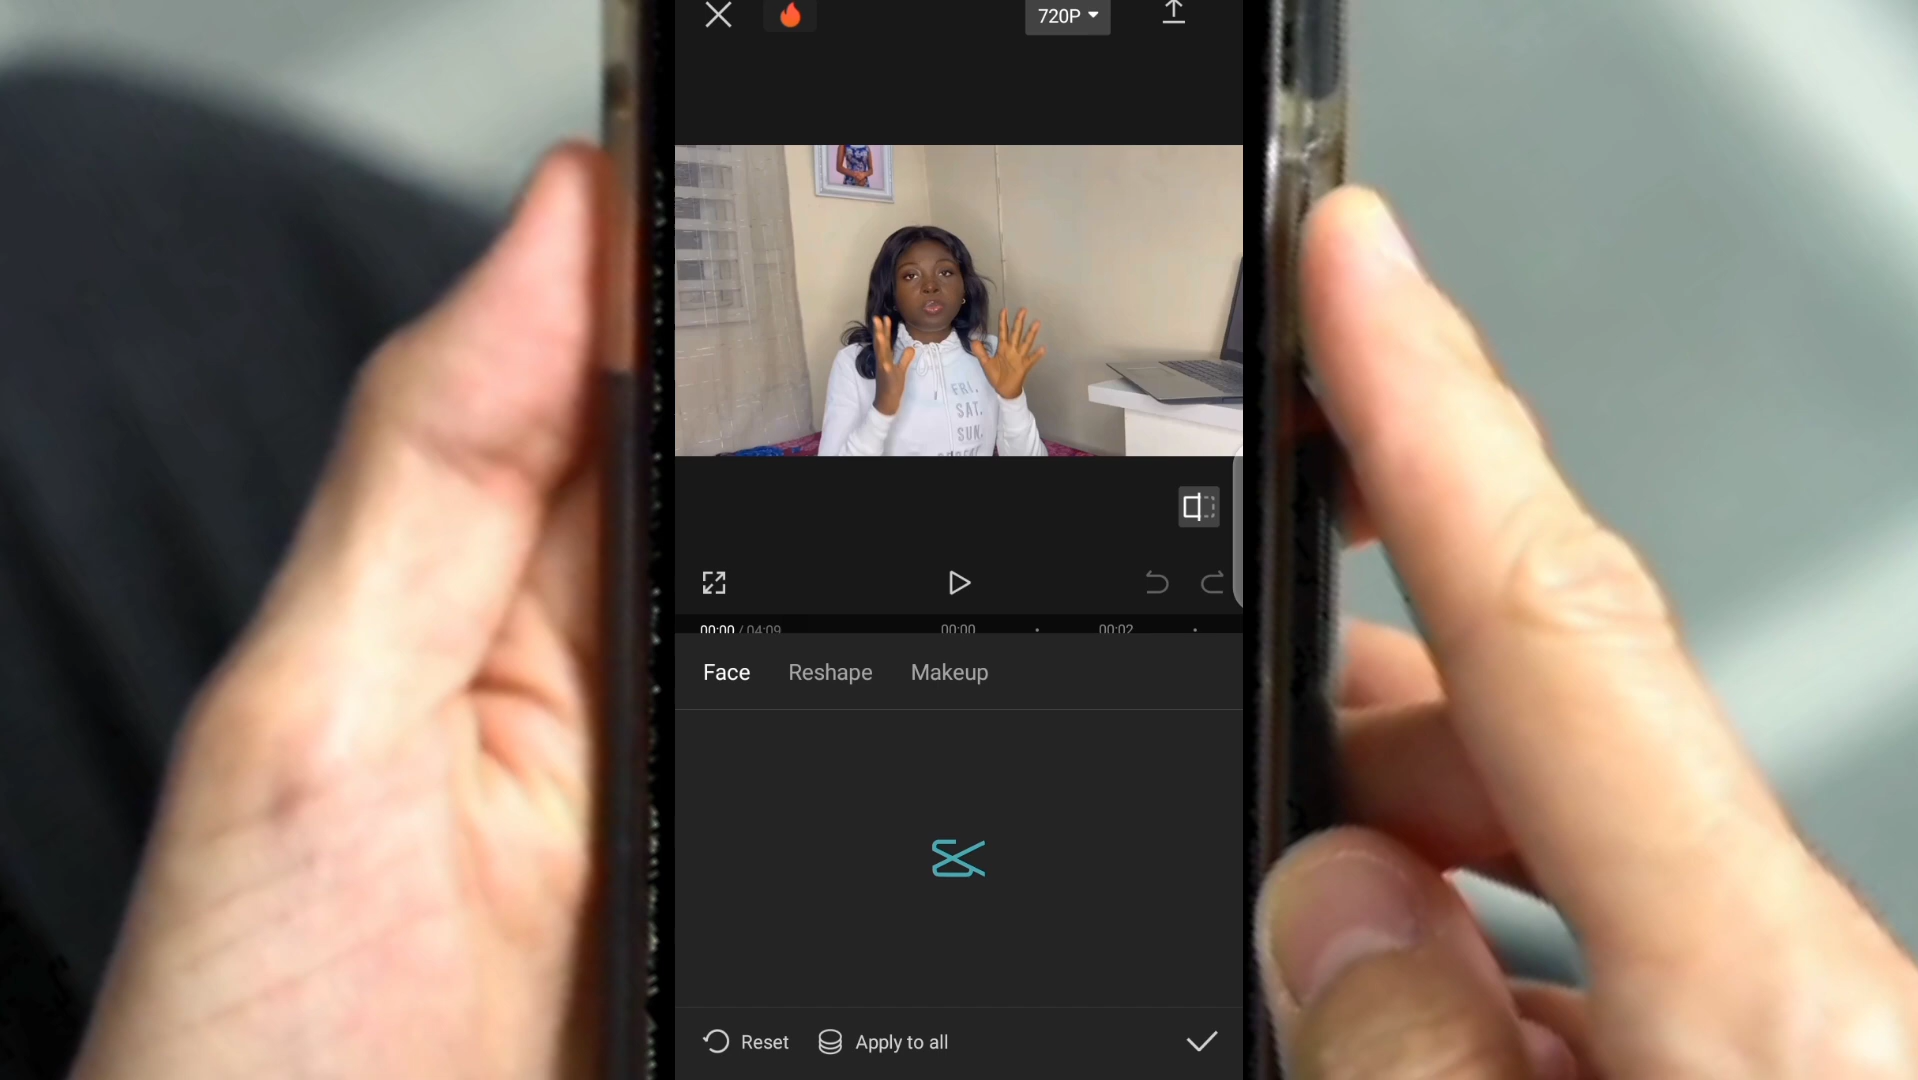 720P
FRI.
SAT.
SUN.
00:00 / 04:09 00:00 00:02
Face Reshape Makeup
Reset Apply to all